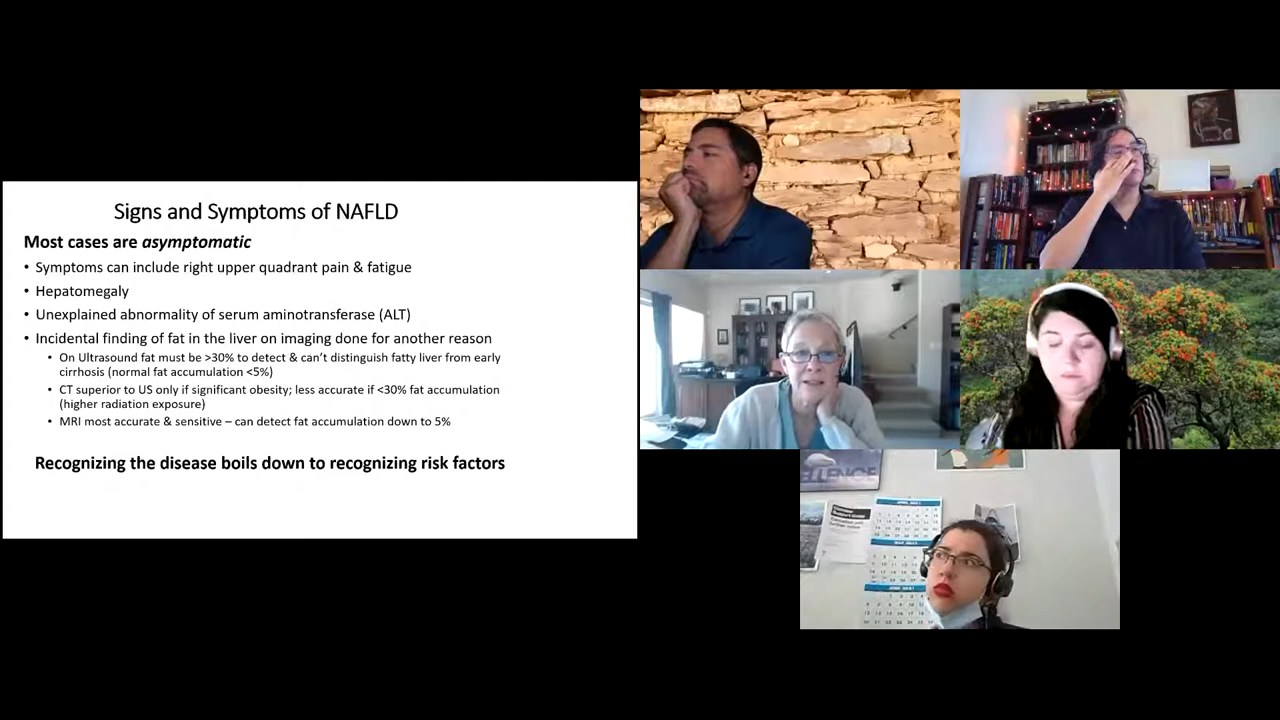 Signs and Symptoms of NAFLD
Most cases are asymptomatic
• Symptoms can include right upper quadrant pain & fatigue
• Hepatomegaly
• Unexplained abnormality of serum aminotransferase (ALT)
• Incidental finding of fat in the liver on imaging done for another reason
• On Ultrasound fat must be >30% to detect & can't distinguish fatty liver from early
cirrhosis (normal fat accumulation <5%)
• CT superior to US only if significant obesity; less accurate if <30% fat accumulation
(higher radiation exposure)
• MRI most accurate & sensitive – can detect fat accumulation down to 5%
Recognizing the disease boils down to recognizing risk factors
ELLENCE